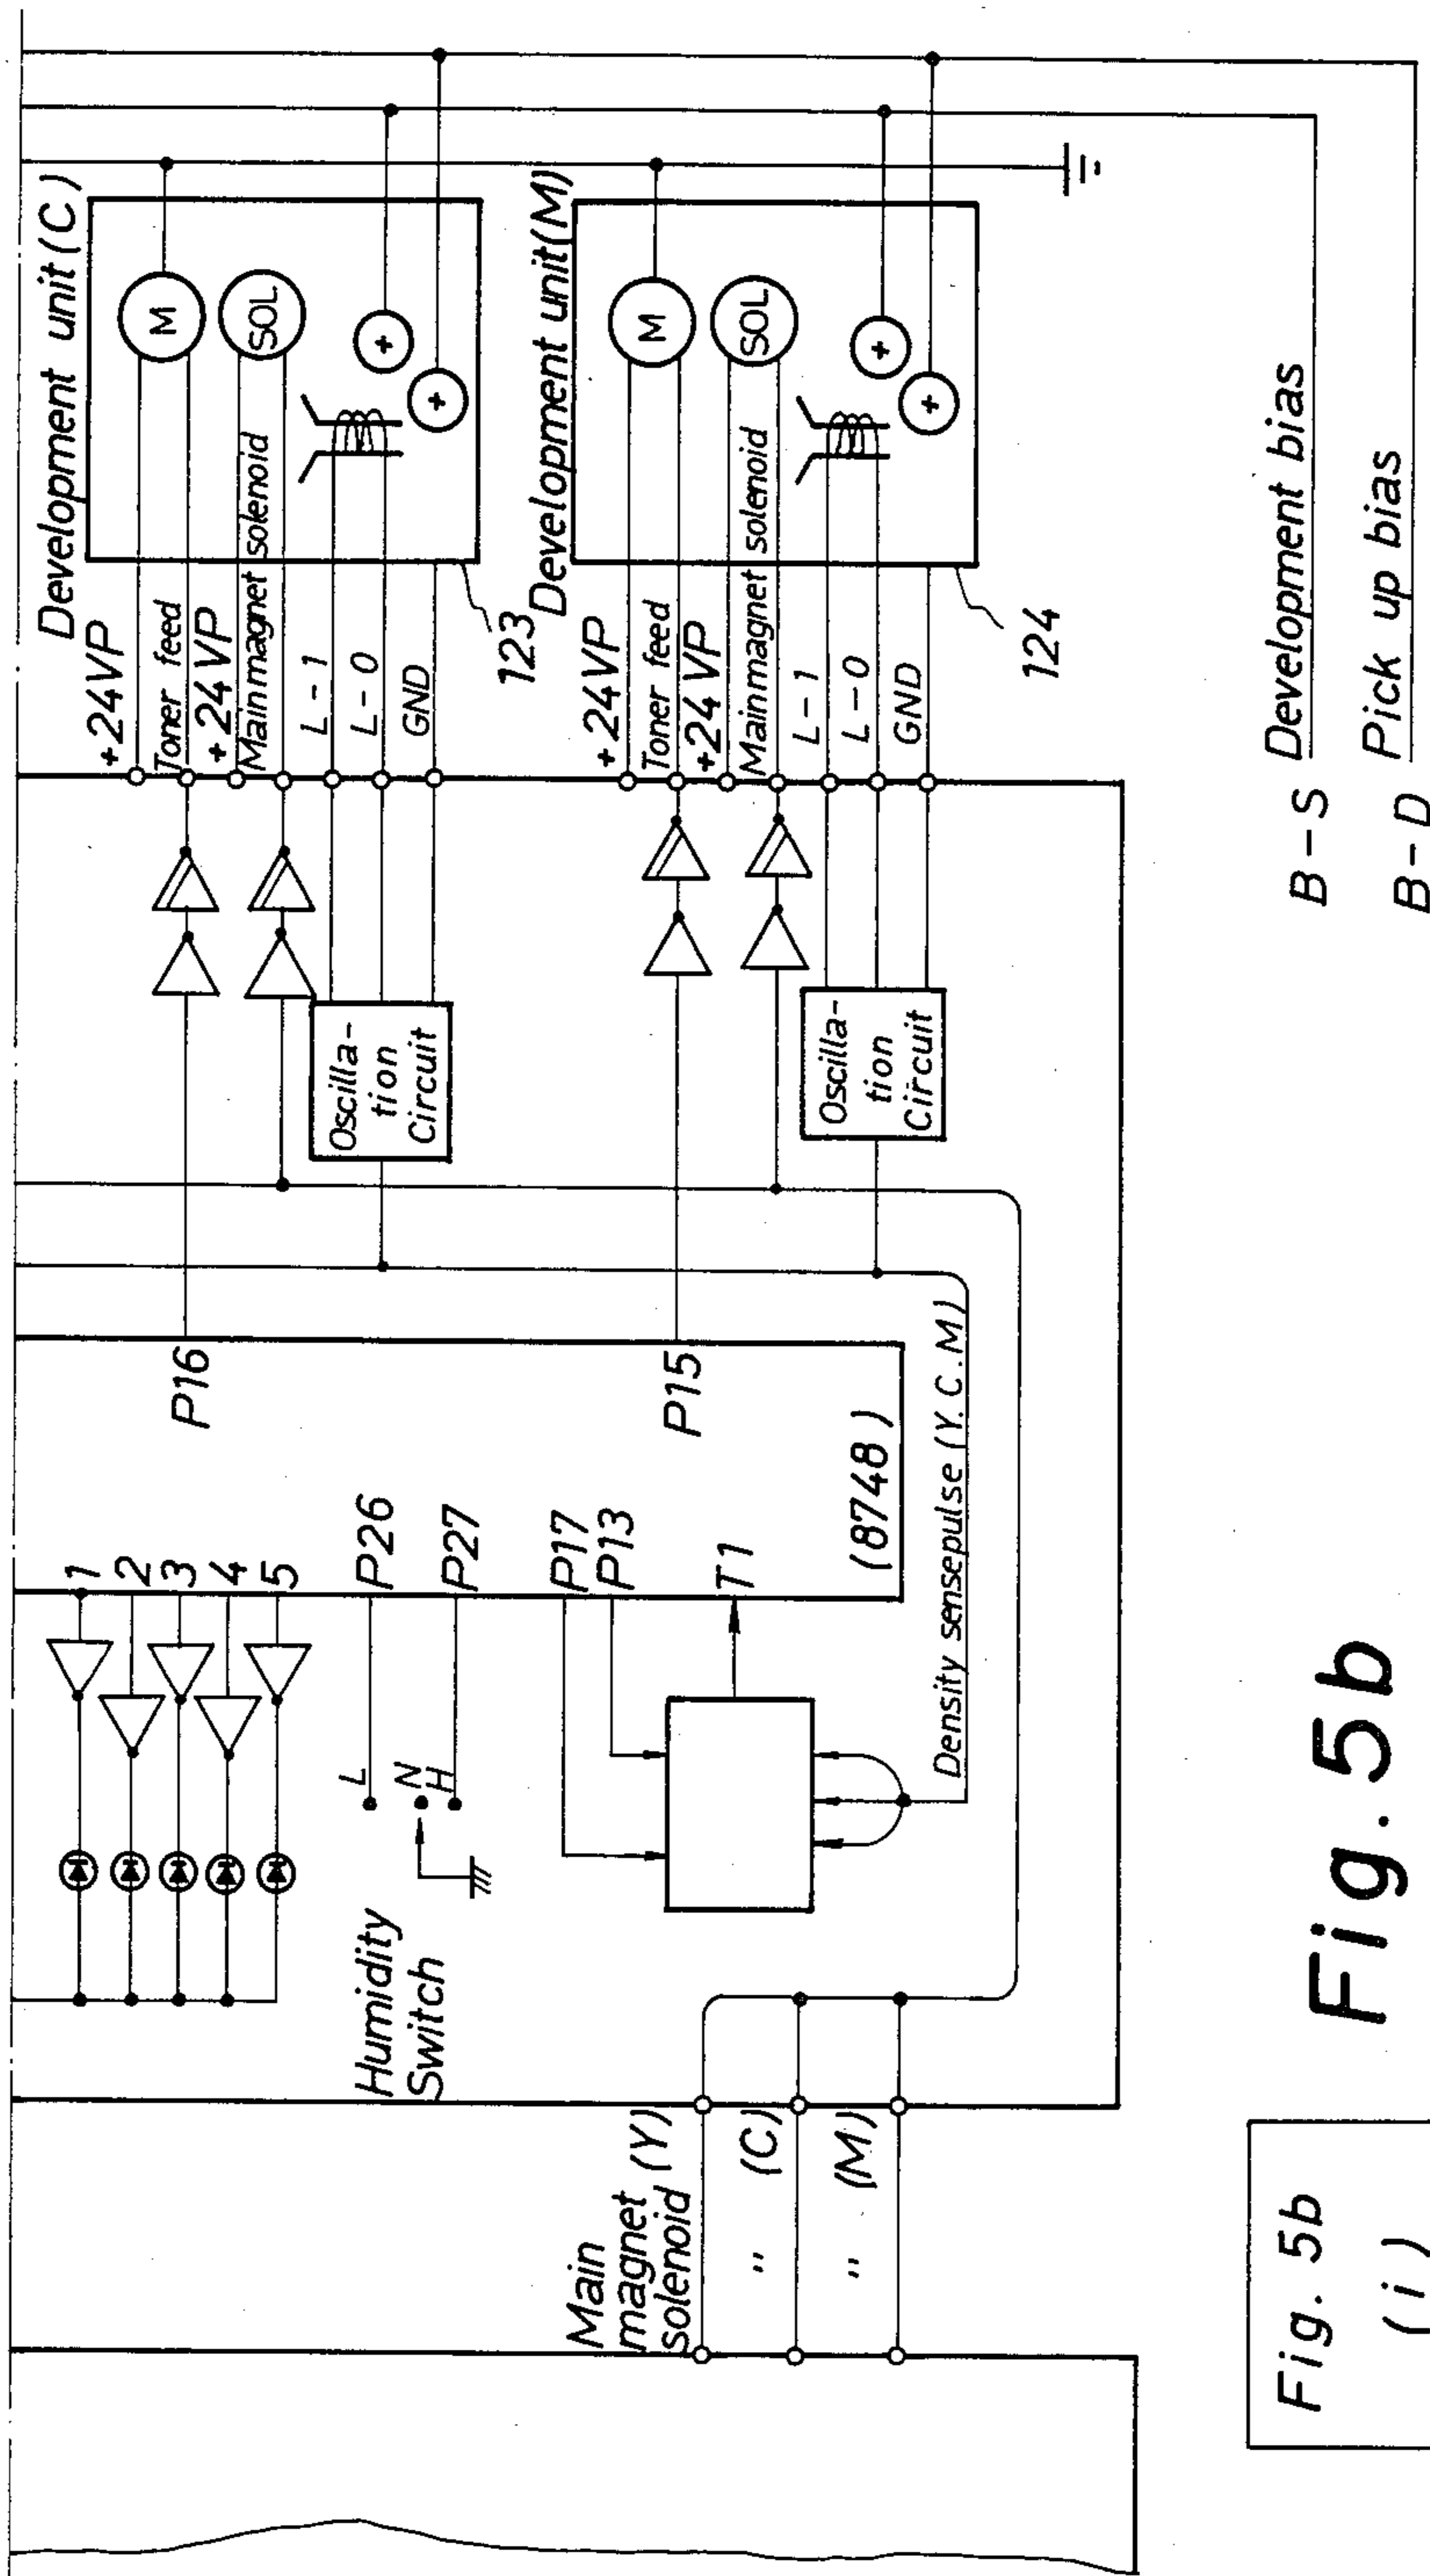 Development unit (C)
M
SOL
+
+
+24VP
Toner feed
+24VP
Main magnet solenoid
L-1
L-0
GND
123
Development unit(M)
M
SOL
+
+
+24VP
Toner feed
+24VP
Main magnet solenoid
L-1
L-0
GND
124
Oscilla-
tion
Circuit
Oscilla-
tion
Circuit
P16
P15
1
2
3
4
5
P26
P27
P17
P13
T1
(8748)
L
N
H
Humidity
Switch
Density sensepulse (Y. C. M)
Main
magnet
solenoid (Y)
" (C)
" (M)
B-S Development bias
B-D Pick up bias
Fig. 5b
Fig. 5b
(i)